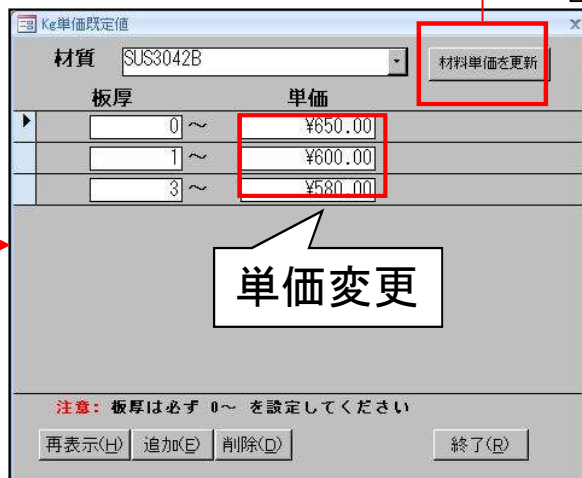 Kg単価既定値
材質 SUS3042B 材料単価を更新
板厚 単価
0 ～ ¥650.00
1 ～ ¥600.00
3 ～ ¥580.00
単価変更
注意: 板厚は必ず 0～ を設定してください
再表示(H) 追加(E) 削除(D) 終了(R)